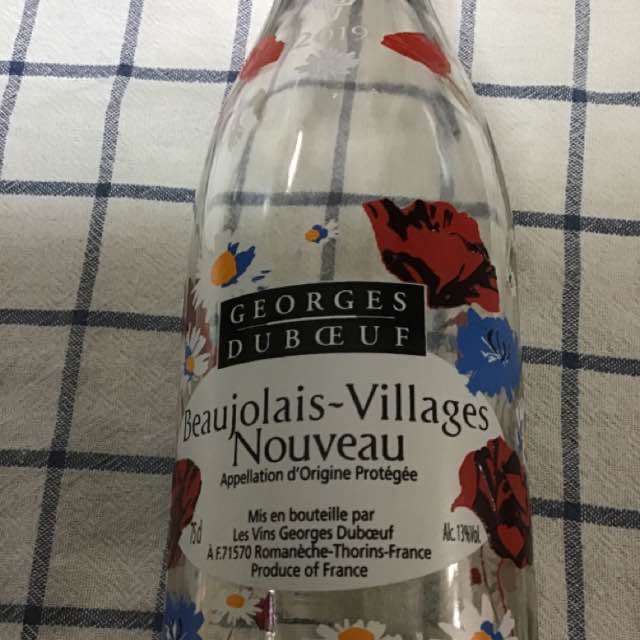 2019
GEORGES
DUBŒUF
Beaujolais-Villages
Nouveau
Appellation d'Origine Protégée
Mis en bouteille par
75cl Les Vins Georges Dubœuf Alc. 13%Vol.
À F.71570 Romanèche-Thorins-France
Produce of France